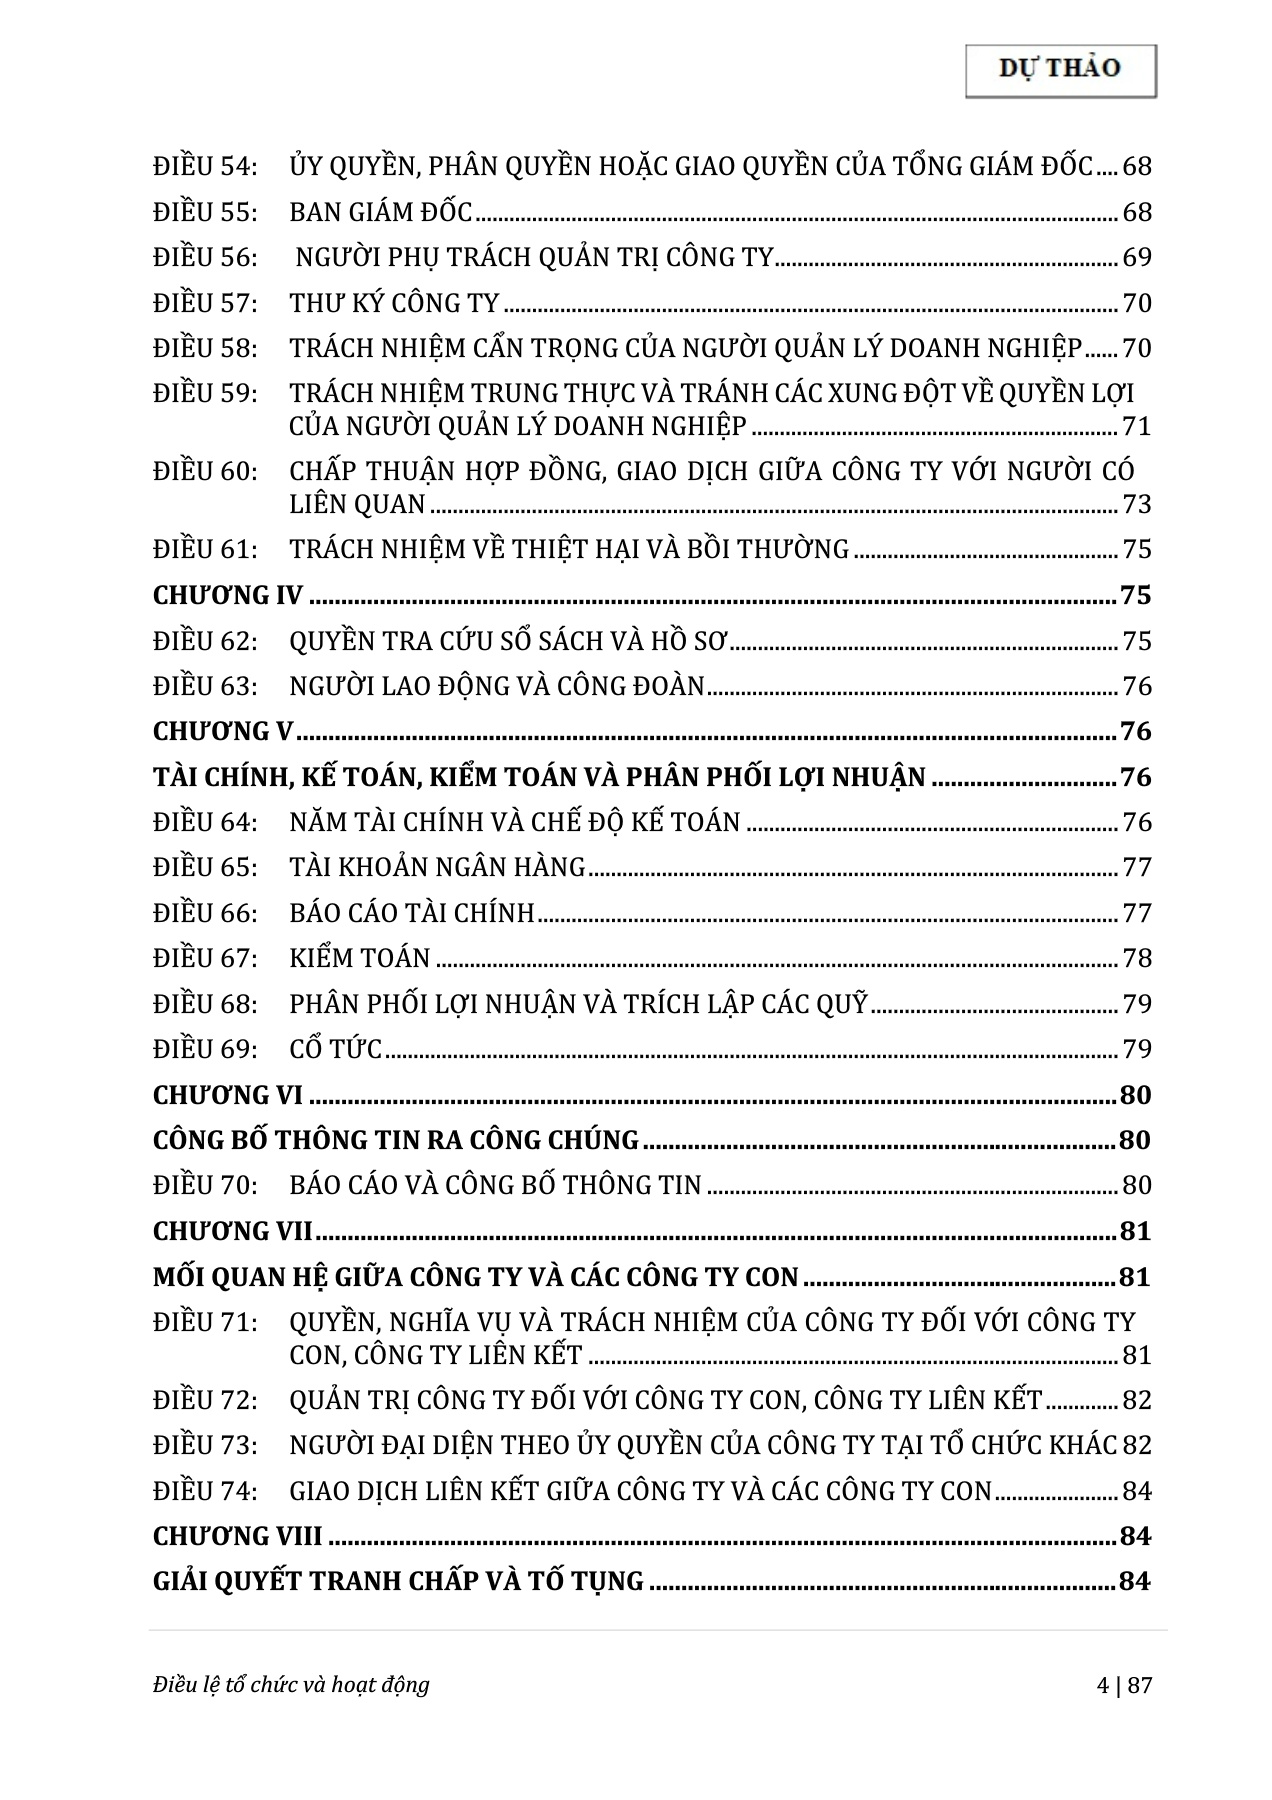 DỰ THẢO
ĐIỀU 54: ỦY QUYỀN, PHÂN QUYỀN HOẶC GIAO QUYỀN CỦA TỔNG GIÁM ĐỐC.... 68
ĐIỀU 55: BAN GIÁM ĐỐC........ 68
ĐIỀU 56: NGƯỜI PHỤ TRÁCH QUẢN TRỊ CÔNG TY........ 69
ĐIỀU 57: THƯ KÝ CÔNG TY ........ 70
ĐIỀU 58: TRÁCH NHIỆM CẨN TRỌNG CỦA NGƯỜI QUẢN LÝ DOANH NGHIỆP...... 70
ĐIỀU 59: TRÁCH NHIỆM TRUNG THỰC VÀ TRÁNH CÁC XUNG ĐỘT VỀ QUYỀN LỢI
CỦA NGƯỜI QUẢN LÝ DOANH NGHIỆP ........ 71
ĐIỀU 60: CHẤP THUẬN HỢP ĐỒNG, GIAO DỊCH GIỮA CÔNG TY VỚI NGƯỜI CÓ
LIÊN QUAN ........ 73
ĐIỀU 61: TRÁCH NHIỆM VỀ THIỆT HẠI VÀ BỒI THƯỜNG ........ 75
CHƯƠNG IV ........ 75
ĐIỀU 62: QUYỀN TRA CỨU SỔ SÁCH VÀ HỒ SƠ........ 75
ĐIỀU 63: NGƯỜI LAO ĐỘNG VÀ CÔNG ĐOÀN........ 76
CHƯƠNG V........ 76
TÀI CHÍNH, KẾ TOÁN, KIỂM TOÁN VÀ PHÂN PHỐI LỢI NHUẬN ........ 76
ĐIỀU 64: NĂM TÀI CHÍNH VÀ CHẾ ĐỘ KẾ TOÁN ........ 76
ĐIỀU 65: TÀI KHOẢN NGÂN HÀNG........ 77
ĐIỀU 66: BÁO CÁO TÀI CHÍNH........ 77
ĐIỀU 67: KIỂM TOÁN ........ 78
ĐIỀU 68: PHÂN PHỐI LỢI NHUẬN VÀ TRÍCH LẬP CÁC QUỸ........ 79
ĐIỀU 69: CỔ TỨC........ 79
CHƯƠNG VI ........ 80
CÔNG BỐ THÔNG TIN RA CÔNG CHÚNG........ 80
ĐIỀU 70: BÁO CÁO VÀ CÔNG BỐ THÔNG TIN ........ 80
CHƯƠNG VII........ 81
MỐI QUAN HỆ GIỮA CÔNG TY VÀ CÁC CÔNG TY CON ........ 81
ĐIỀU 71: QUYỀN, NGHĨA VỤ VÀ TRÁCH NHIỆM CỦA CÔNG TY ĐỐI VỚI CÔNG TY
CON, CÔNG TY LIÊN KẾT ........ 81
ĐIỀU 72: QUẢN TRỊ CÔNG TY ĐỐI VỚI CÔNG TY CON, CÔNG TY LIÊN KẾT ........ 82
ĐIỀU 73: NGƯỜI ĐẠI DIỆN THEO ỦY QUYỀN CỦA CÔNG TY TẠI TỔ CHỨC KHÁC 82
ĐIỀU 74: GIAO DỊCH LIÊN KẾT GIỮA CÔNG TY VÀ CÁC CÔNG TY CON........ 84
CHƯƠNG VIII ........ 84
GIẢI QUYẾT TRANH CHẤP VÀ TỐ TỤNG ........ 84
Điều lệ tổ chức và hoạt động
4 | 87